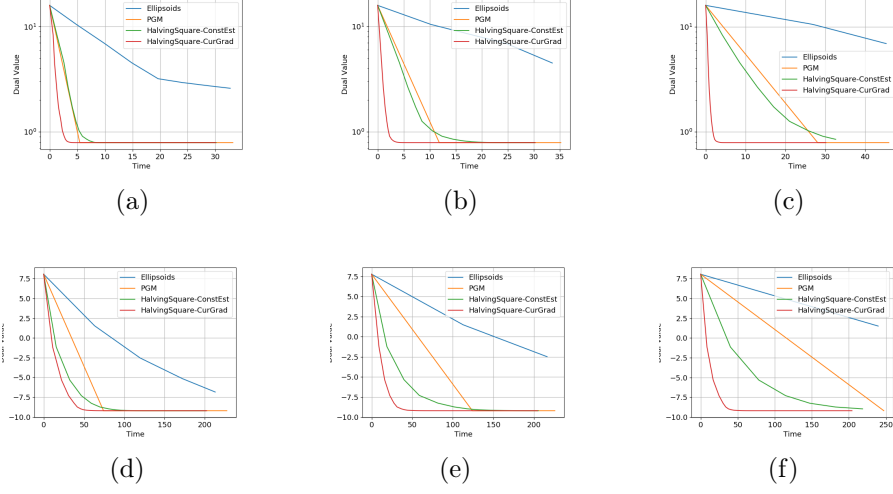 Ellipsoids
PGM
HalvingSquare-ConstEst
HalvingSquare-CurGrad
Dual Value
10¹
10⁰
0 5 10 15 20 25 30
Time
(a)
Ellipsoids
PGM
HalvingSquare-ConstEst
HalvingSquare-CurGrad
Dual Value
10¹
10⁰
0 5 10 15 20 25 30 35
Time
(b)
Ellipsoids
PGM
HalvingSquare-ConstEst
HalvingSquare-CurGrad
Dual Value
10¹
10⁰
0 10 20 30 40
Time
(c)
Ellipsoids
PGM
HalvingSquare-ConstEst
HalvingSquare-CurGrad
7.5
5.0
2.5
0.0
−2.5
−5.0
−7.5
−10.0
0 50 100 150 200
Time
(d)
Ellipsoids
PGM
HalvingSquare-ConstEst
HalvingSquare-CurGrad
7.5
5.0
2.5
0.0
−2.5
−5.0
−7.5
−10.0
0 50 100 150 200
Time
(e)
Ellipsoids
PGM
HalvingSquare-ConstEst
HalvingSquare-CurGrad
7.5
5.0
2.5
0.0
−2.5
−5.0
−7.5
−10.0
0 50 100 150 200 250
Time
(f)